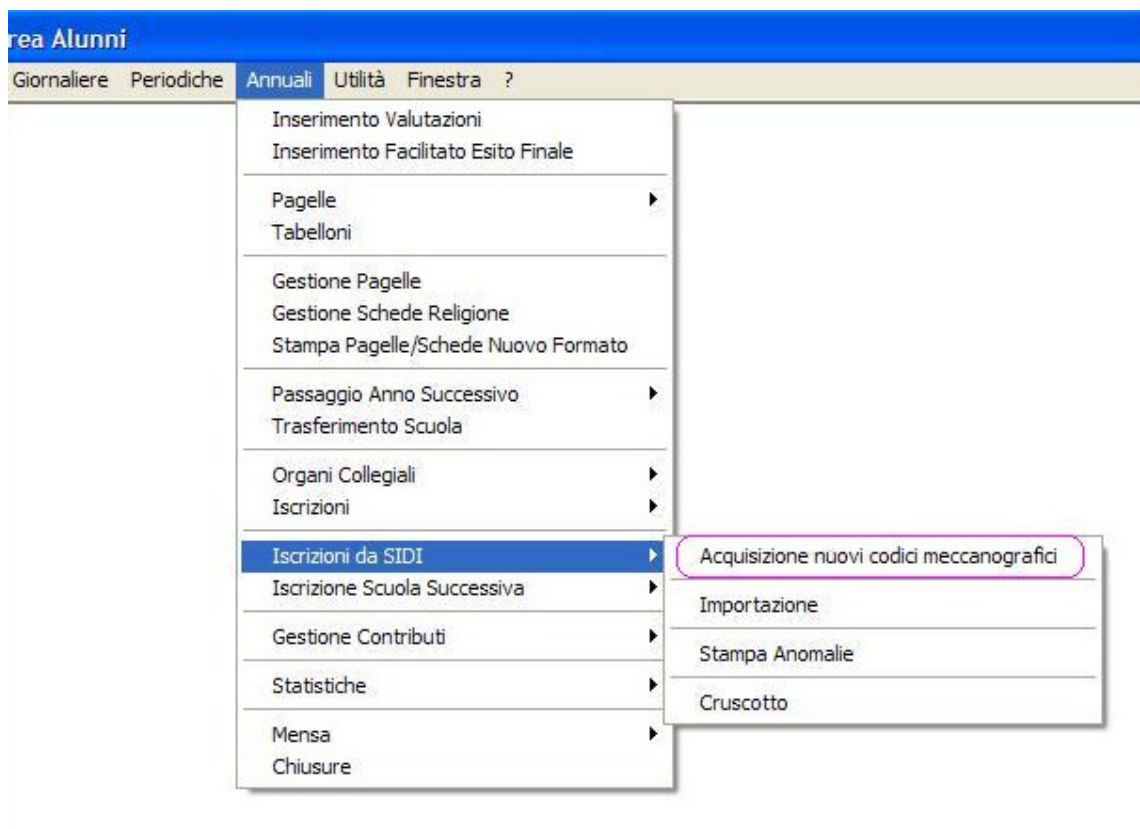 rea Alunni
Giornaliere Periodiche Annuali Utilità Finestra ?
Inserimento Valutazioni
Inserimento Facilitato Esito Finale
Pagelle
Tabelloni
Gestione Pagelle
Gestione Schede Religione
Stampa Pagelle/Schede Nuovo Formato
Passaggio Anno Successivo
Trasferimento Scuola
Organi Collegiali
Iscrizioni
Iscrizioni da SIDI
Iscrizione Scuola Successiva
Gestione Contributi
Statistiche
Mensa
Chiusure
Acquisizione nuovi codici meccanografici
Importazione
Stampa Anomalie
Cruscotto